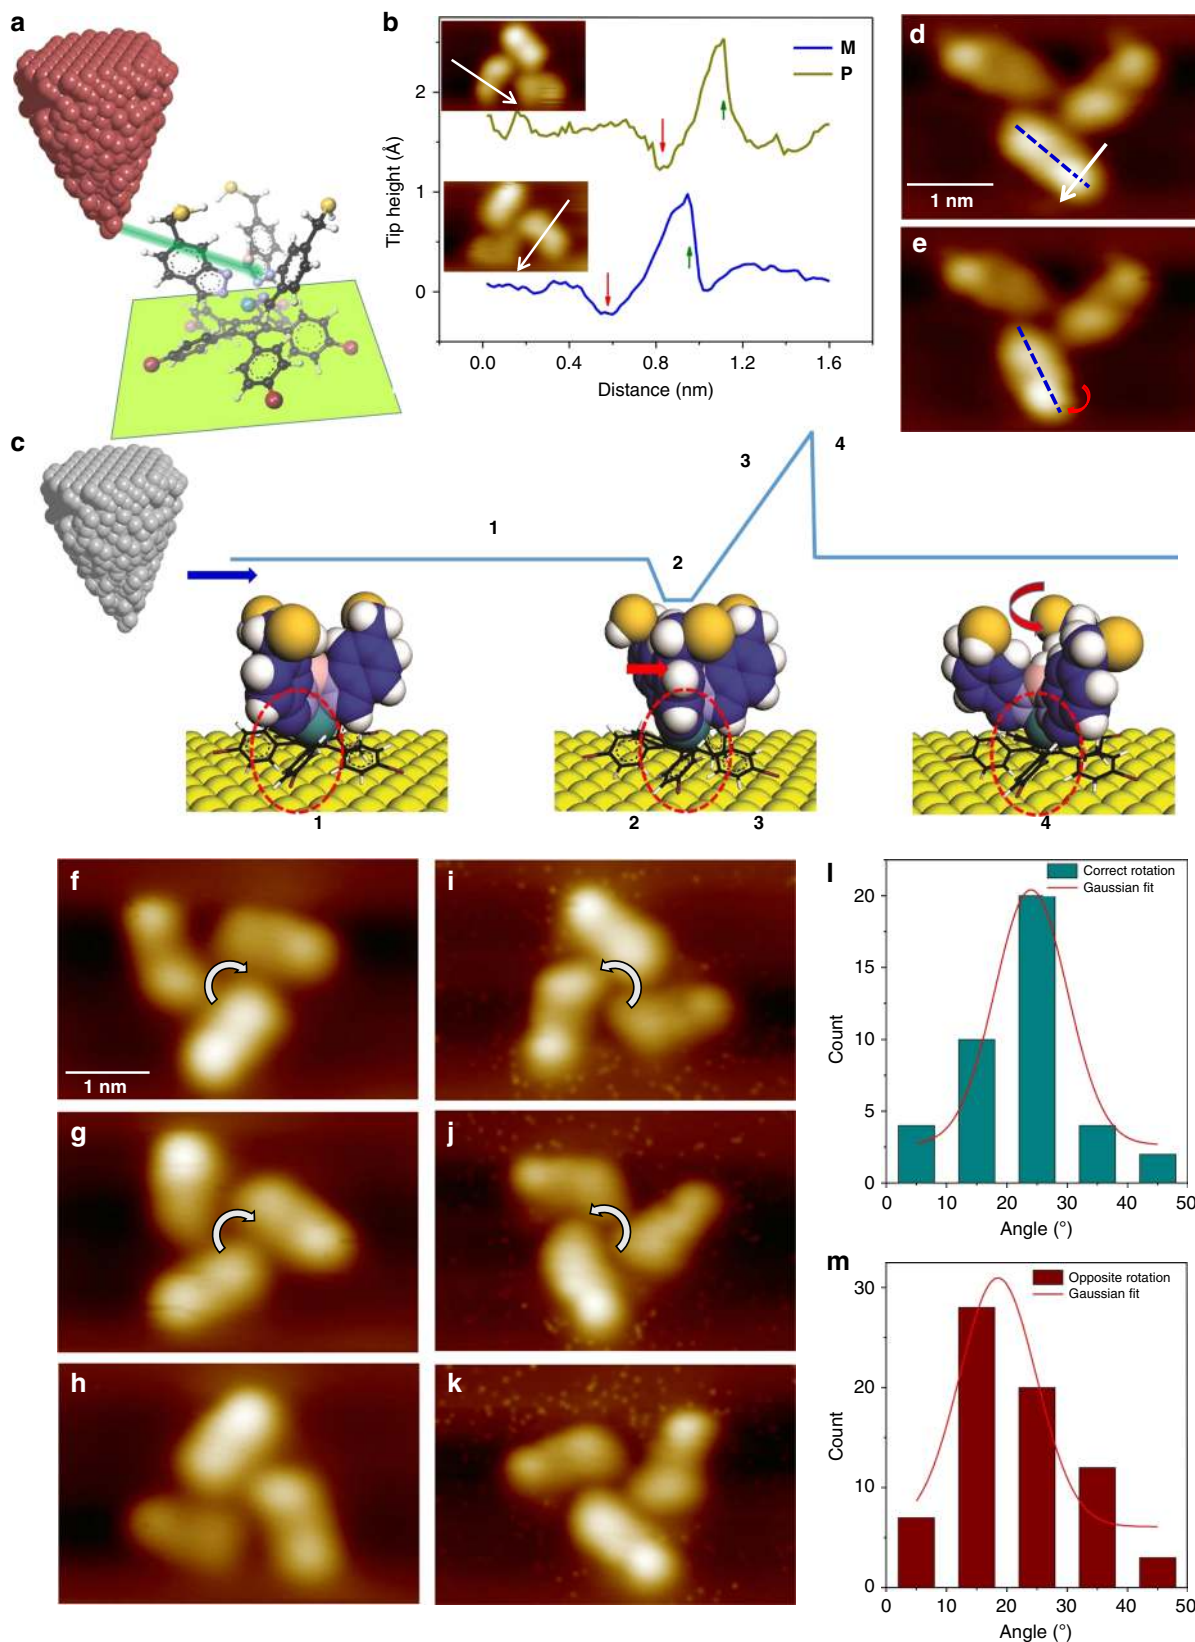 a
b
M
P
2
1
0
Tip height (Å)
0.0 0.4 0.8 1.2 1.6
Distance (nm)
d
1 nm
e
c
1
2
3
4
1
2 3
4
f
1 nm
g
h
i
j
k
l
Correct rotation
Gaussian fit
20
15
10
5
0
Count
0 10 20 30 40 50
Angle (°)
m
Opposite rotation
Gaussian fit
30
20
10
0
Count
0 10 20 30 40 50
Angle (°)